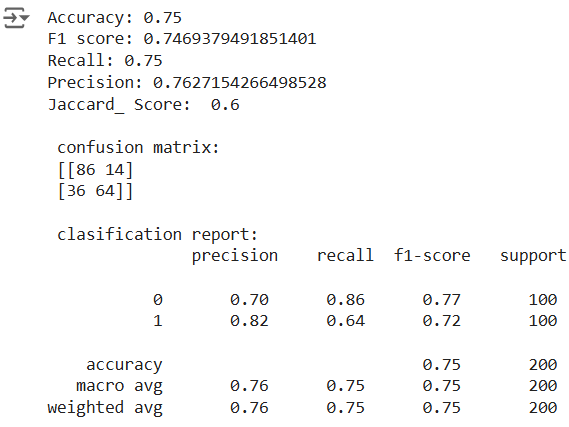 Accuracy: 0.75
F1 score: 0.7469379491851401
Recall: 0.75
Precision: 0.7627154266498528
Jaccard_ Score:  0.6
confusion matrix:
[[86 14]
[36 64]]
clasification report:
precision    recall  f1-score   support
0       0.70      0.86      0.77       100
1       0.82      0.64      0.72       100
accuracy                           0.75       200
macro avg       0.76      0.75      0.75       200
weighted avg       0.76      0.75      0.75       200